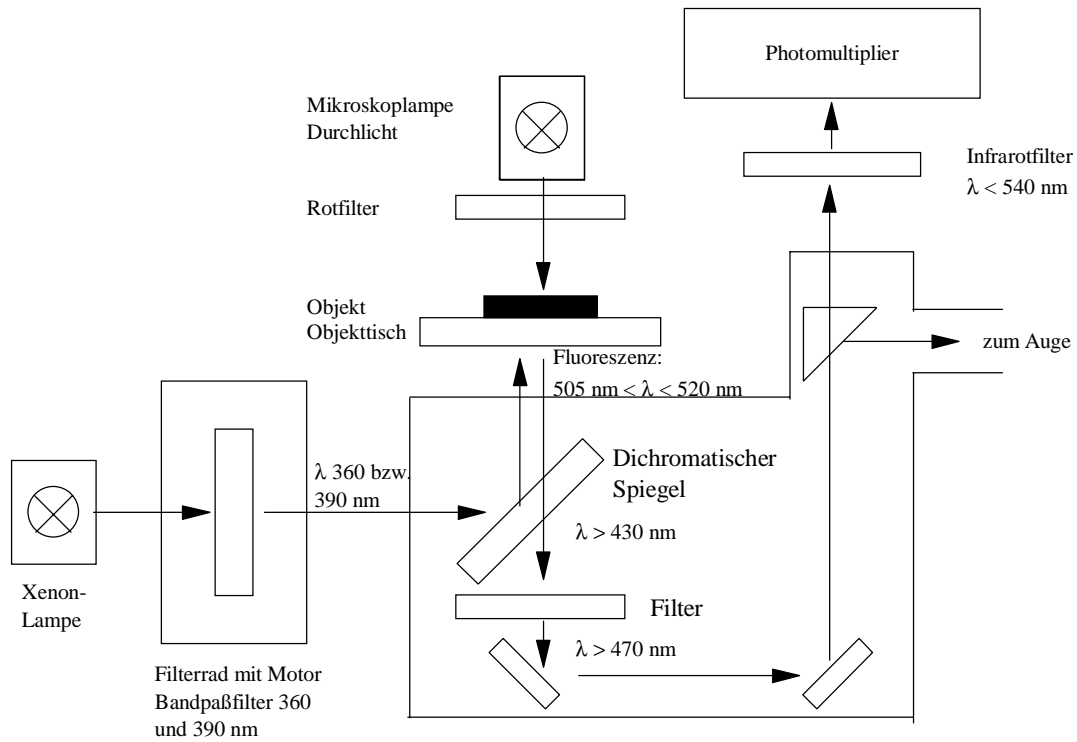 Photomultiplier
Mikroskoplampe
Durchlicht
Infrarotfilter
λ < 540 nm
Rotfilter
Objekt
Objekttisch
zum Auge
Fluoreszenz:
505 nm < λ < 520 nm
Dichromatischer
Spiegel
λ 360 bzw.
390 nm
λ > 430 nm
Xenon-
Lampe
Filter
λ > 470 nm
Filterrad mit Motor
Bandpaßfilter 360
und 390 nm